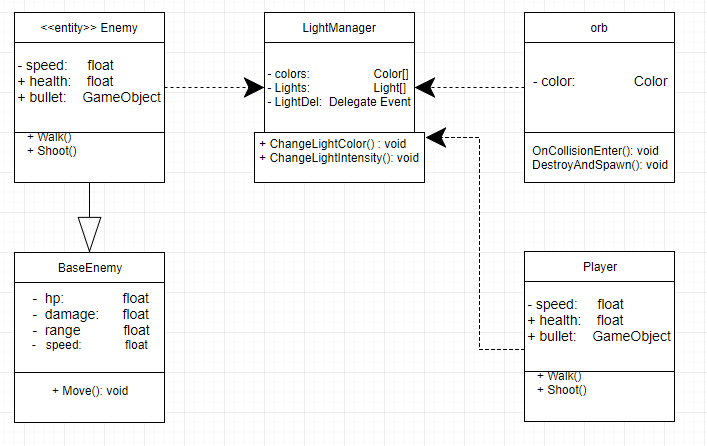 <<entity>> Enemy
- speed: float
+ health: float
+ bullet: GameObject
+ Walk()
+ Shoot()
LightManager
- colors: Color[]
- Lights: Light[]
- LightDel: Delegate Event
+ ChangeLightColor() : void
+ ChangeLightIntensity(): void
orb
- color: Color
OnCollisionEnter(): void
DestroyAndSpawn(): void
BaseEnemy
- hp: float
- damage: float
- range float
- speed: float
+ Move(): void
Player
- speed: float
+ health: float
+ bullet: GameObject
+ Walk()
+ Shoot()